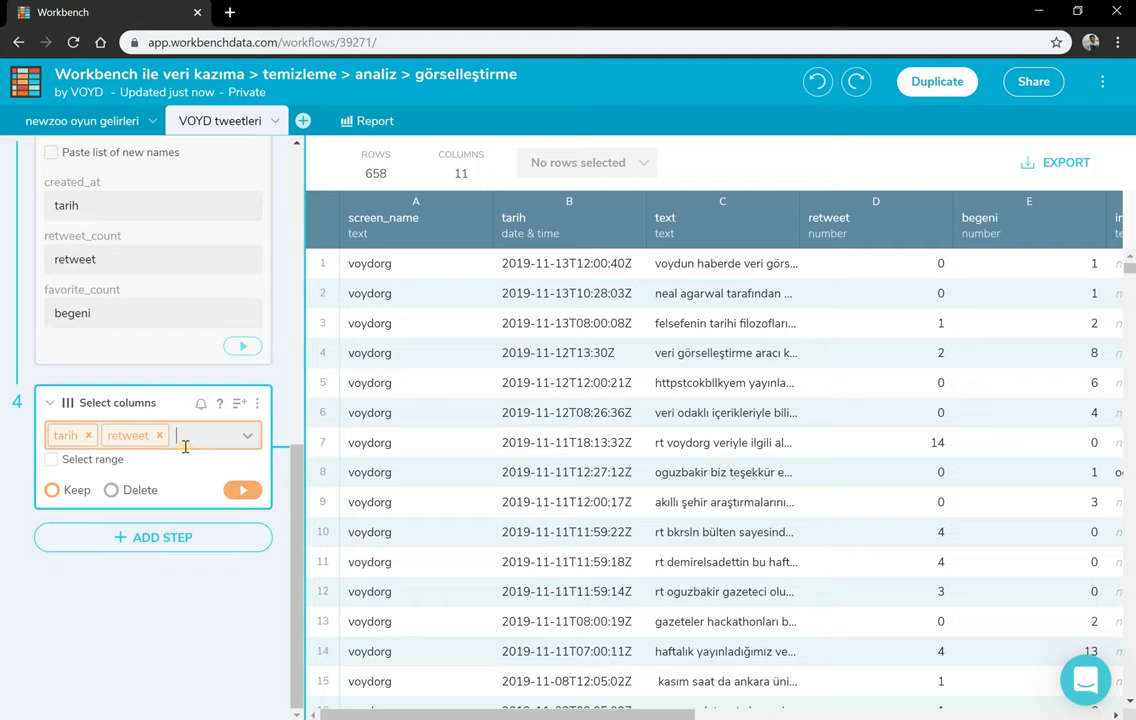 Workbench
app.workbenchdata.com/workflows/39271/
Workbench ile veri kazıma > temizleme > analiz > görselleştirme
by VOYD - Updated just now - Private
Duplicate
Share
newzoo oyun gelirleri
VOYD tweetleri
Report
Paste list of new names
created_at
tarih
retweet_count
retweet
favorite_count
begeni
4
Select columns
tarih × retweet ×
Select range
Keep Delete
+ ADD STEP
ROWS COLUMNS
658 11
No rows selected
EXPORT
A B C D E
screen_name tarih text retweet begeni
text date & time text number number
1 voydorg 2019-11-13T12:00:40Z voydun haberde veri görs... 0 1
2 voydorg 2019-11-13T10:28:03Z neal agarwal tarafından ... 0 1
3 voydorg 2019-11-13T08:00:08Z felsefenin tarihi filozofları... 1 2
4 voydorg 2019-11-12T13:30Z veri görselleştirme aracı k... 2 8
5 voydorg 2019-11-12T12:00:21Z httpstcokbllkyem yayınla... 0 6
6 voydorg 2019-11-12T08:26:36Z veri odaklı içerikleriyle bili... 0 4
7 voydorg 2019-11-11T18:13:32Z rt voydorg veriyle ilgili al... 14 0
8 voydorg 2019-11-11T12:27:12Z oguzbakir biz teşekkür e... 0 1
9 voydorg 2019-11-11T12:00:17Z akıllı şehir araştırmalarını... 0 3
10 voydorg 2019-11-11T11:59:22Z rt bkrsln bülten sayesind... 4 0
11 voydorg 2019-11-11T11:59:18Z rt demirelsadettin bu haft... 4 0
12 voydorg 2019-11-11T11:59:14Z rt oguzbakir gazeteci olu... 3 0
13 voydorg 2019-11-11T08:00:19Z gazeteler hackathonları b... 0 2
14 voydorg 2019-11-11T07:00:11Z haftalık yayınladığımız ve... 4 13
15 voydorg 2019-11-08T12:05:02Z kasım saat da ankara üni... 1